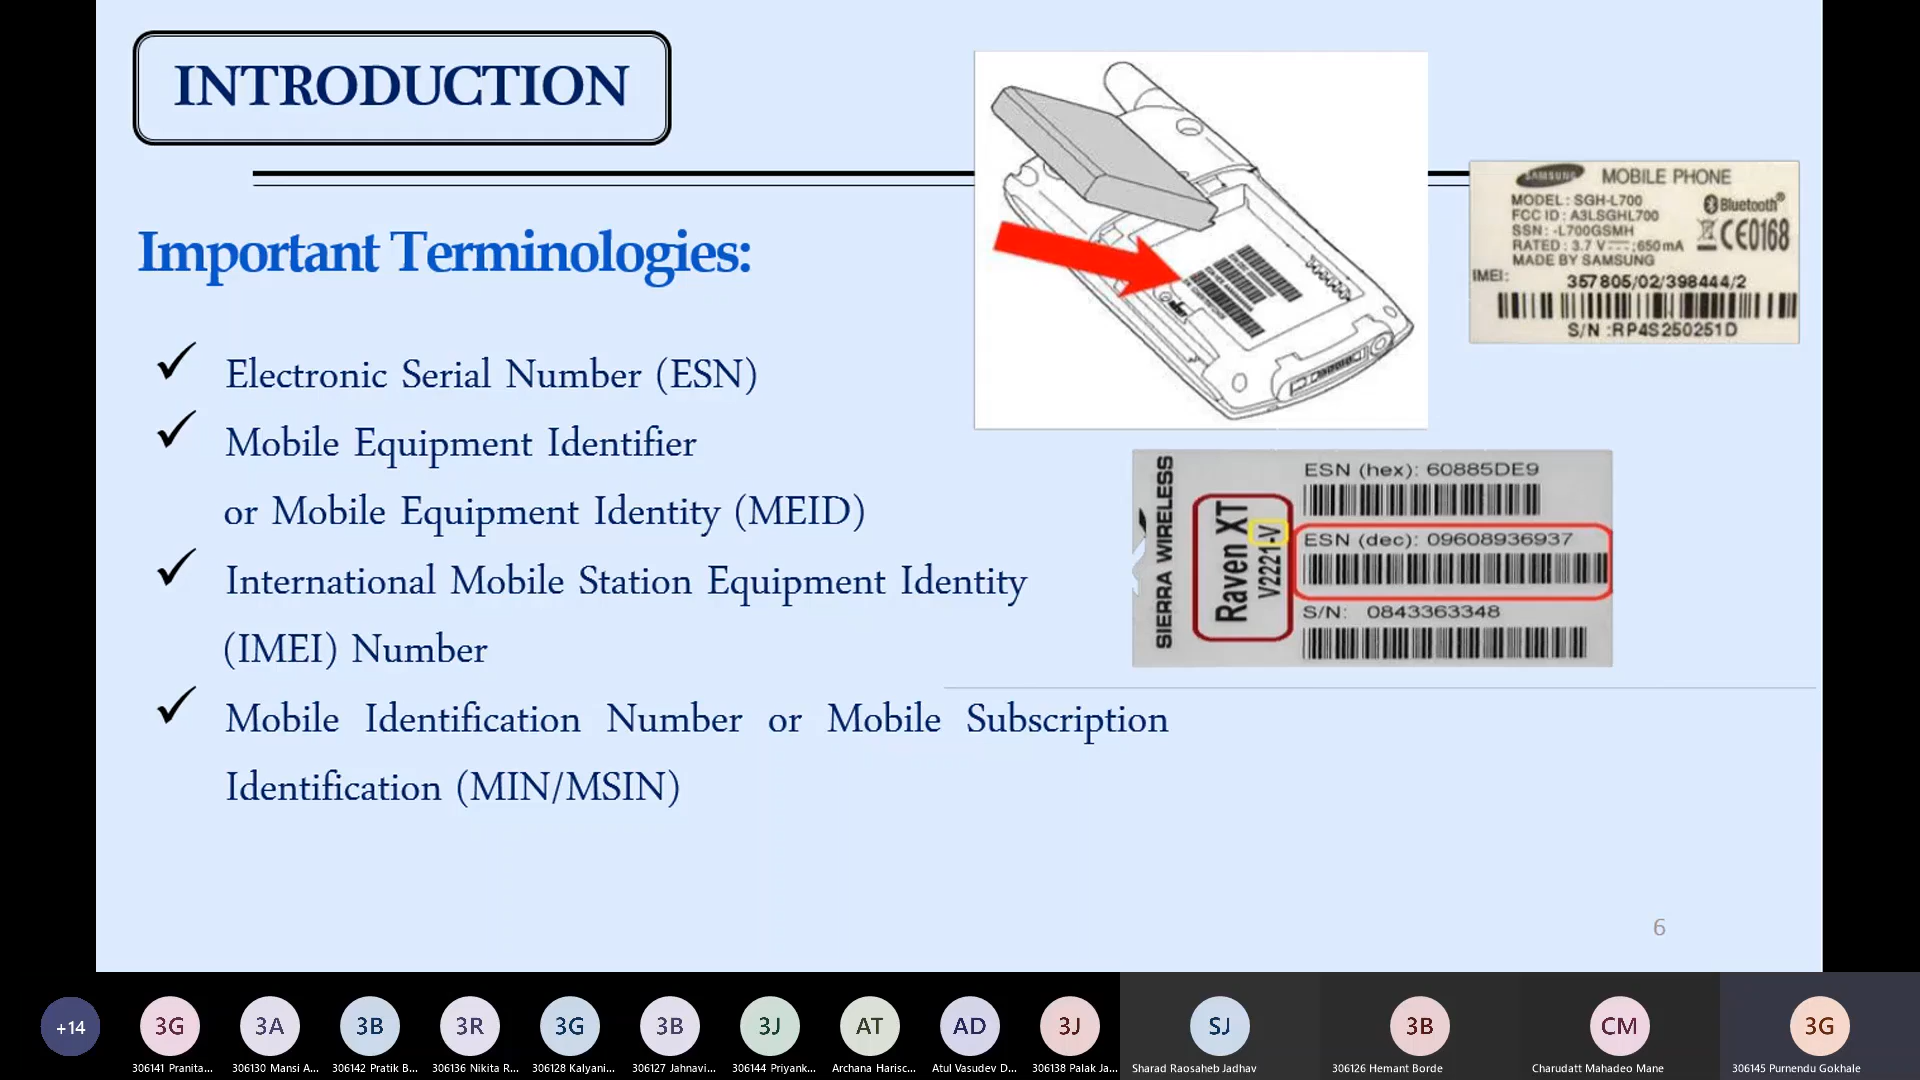 INTRODUCTION
Important Terminologies:
Electronic Serial Number (ESN)
Mobile Equipment Identifier
or Mobile Equipment Identity (MEID)
International Mobile Station Equipment Identity
(IMEI) Number
Mobile Identification Number or Mobile Subscription
Identification (MIN/MSIN)
SAMSUNG MOBILE PHONE
MODEL : SGH-L700
FCC ID : A3LSGHL700
SSN : -L700GSMH
RATED : 3.7 V ; 650 mA
MADE BY SAMSUNG
Bluetooth®
CE0168
IMEI:
357805/02/398444/2
S/N :RP4S250251D
SIERRA WIRELESS
Raven XT
V2221-V
ESN (hex): 60885DE9
ESN (dec): 09608936937
S/N: 0843363348
6
+14
3G
3A
3B
3R
3G
3B
3J
AT
AD
3J
SJ
3B
CM
3G
306141 Pranita...
306130 Mansi A...
306142 Pratik B...
306136 Nikita R...
306128 Kalyani...
306127 Jahnavi...
306144 Priyank...
Archana Harisc...
Atul Vasudev D...
306138 Palak Ja...
Sharad Raosaheb Jadhav
306126 Hemant Borde
Charudatt Mahadeo Mane
306145 Purnendu Gokhale